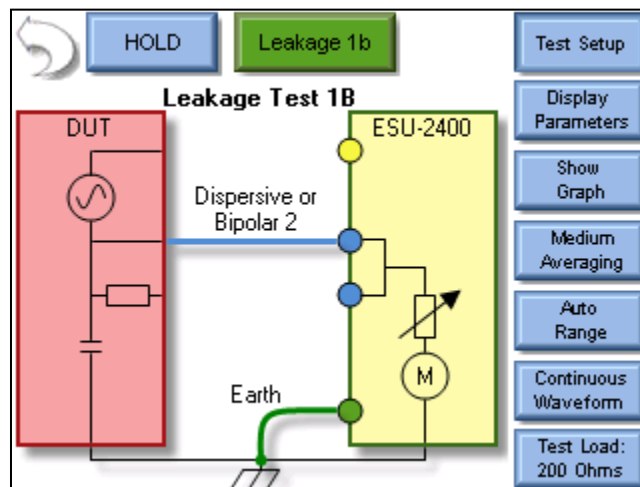 HOLD
Leakage 1b
Test Setup
Leakage Test 1B
DUT
ESU-2400
Display
Parameters
Dispersive or
Bipolar 2
Show
Graph
Medium
Averaging
Auto
Range
M
Earth
Continuous
Waveform
Test Load:
200 Ohms